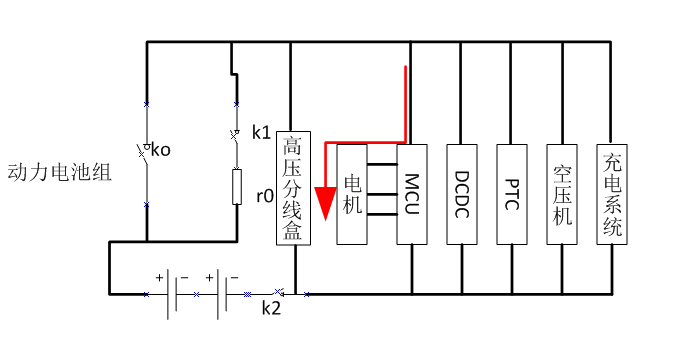 ko
k1
动力电池组
r0
高压分线盒
电机
MCU
DCDC
PTC
空压机
充电系统
+ − + −
k2